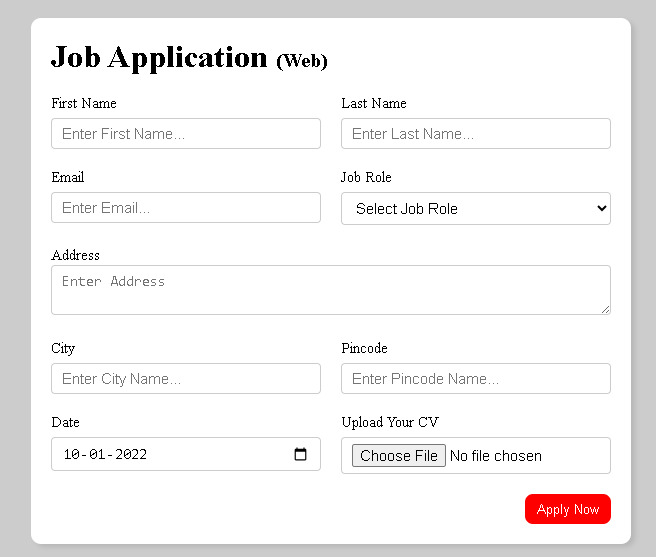 Job Application (Web)
First Name Last Name
Enter First Name... Enter Last Name...
Email Job Role
Enter Email... Select Job Role
Address
Enter Address
City Pincode
Enter City Name... Enter Pincode Name...
Date Upload Your CV
10-01-2022 Choose File No file chosen
Apply Now